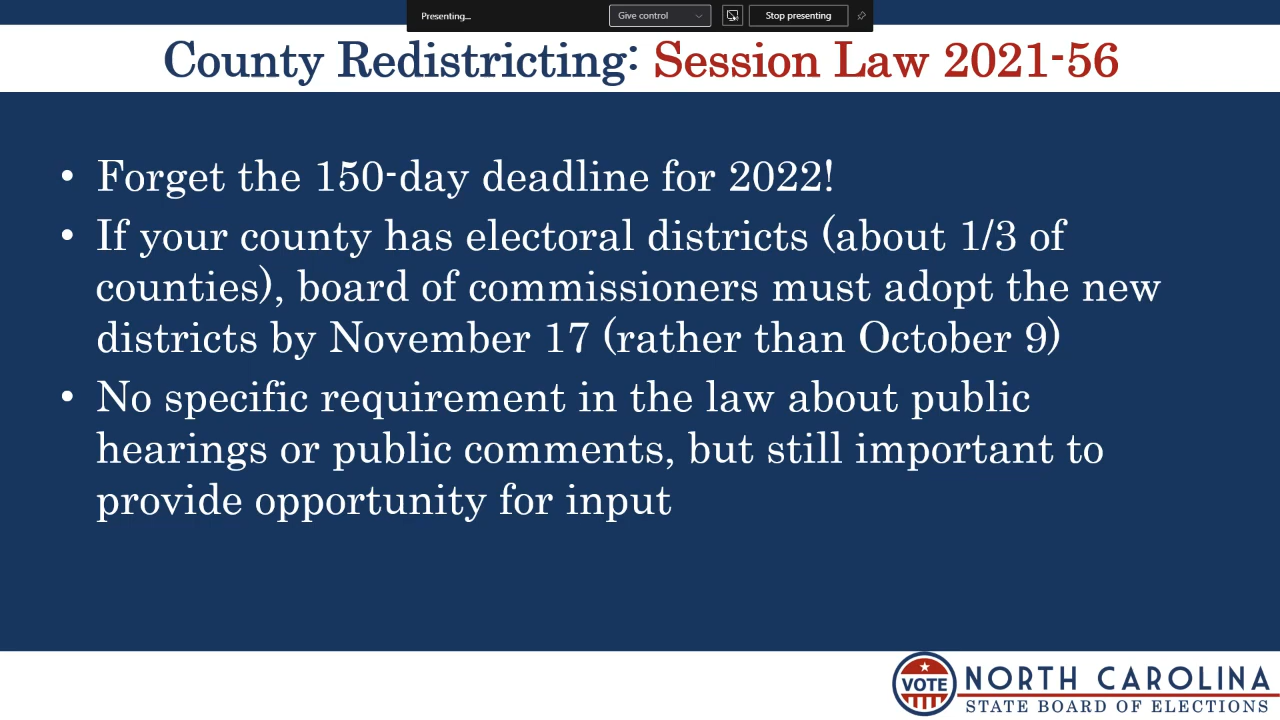 Presenting...
Give control
Stop presenting
County Redistricting: Session Law 2021-56
• Forget the 150-day deadline for 2022!
• If your county has electoral districts (about 1/3 of
counties), board of commissioners must adopt the new
districts by November 17 (rather than October 9)
• No specific requirement in the law about public
hearings or public comments, but still important to
provide opportunity for input
VOTE
NORTH CAROLINA
STATE BOARD OF ELECTIONS